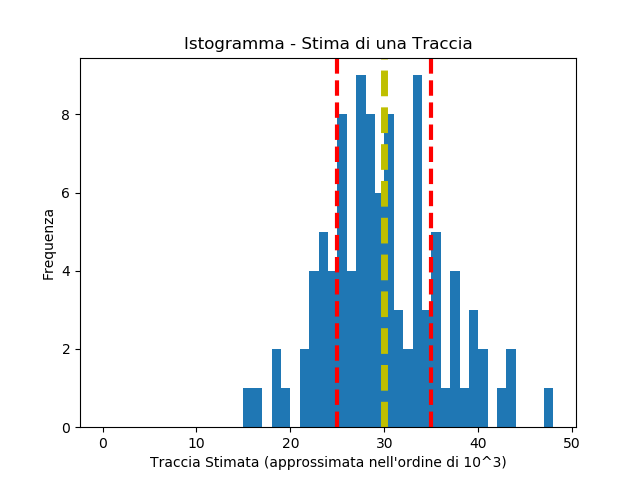 Istogramma - Stima di una Traccia
8
6
4
2
0
Frequenza
0 10 20 30 40 50
Traccia Stimata (approssimata nell'ordine di 10^3)